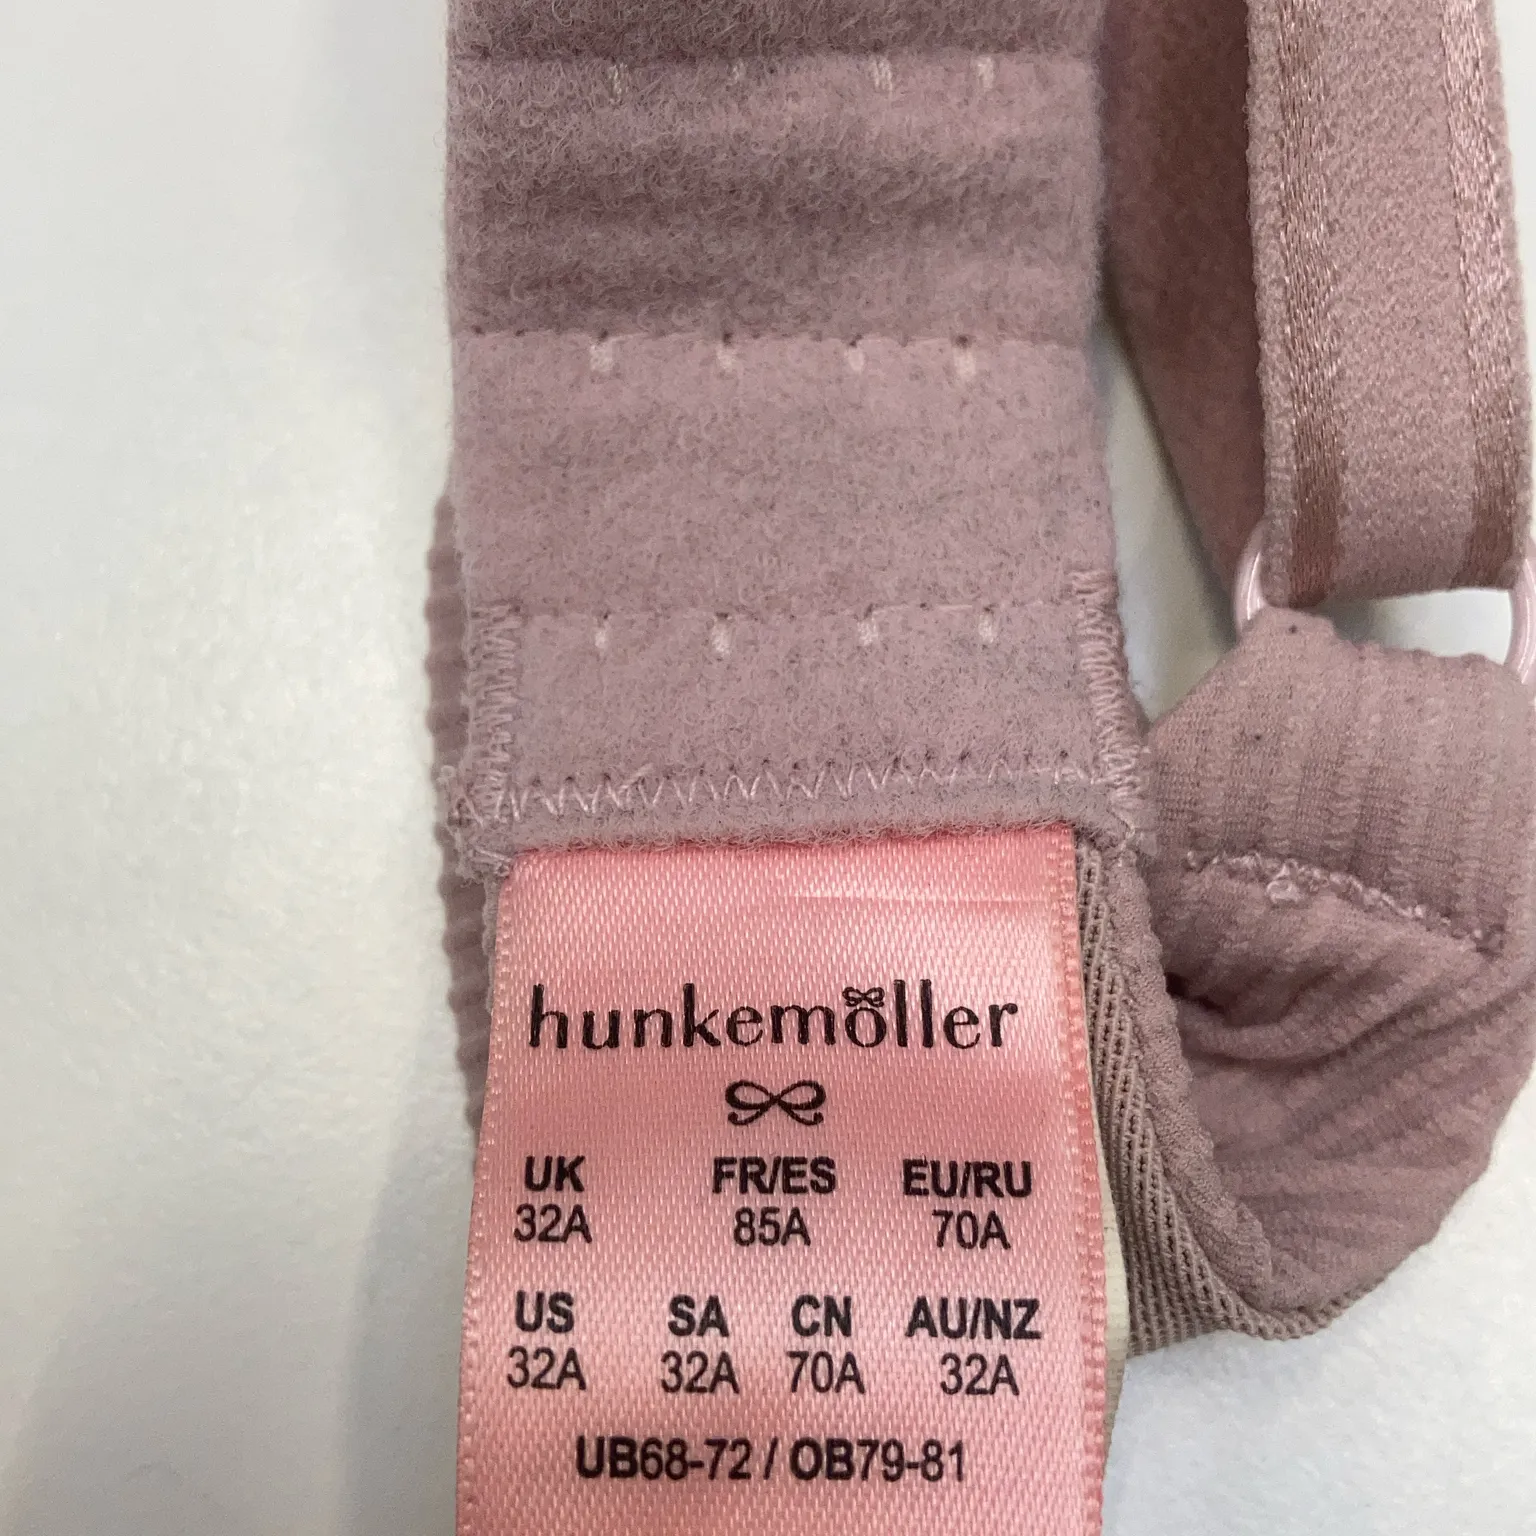 hunkemöller
UK FR/ES EU/RU
32A 85A 70A
US SA CN AU/NZ
32A 32A 70A 32A
UB68-72 / OB79-81